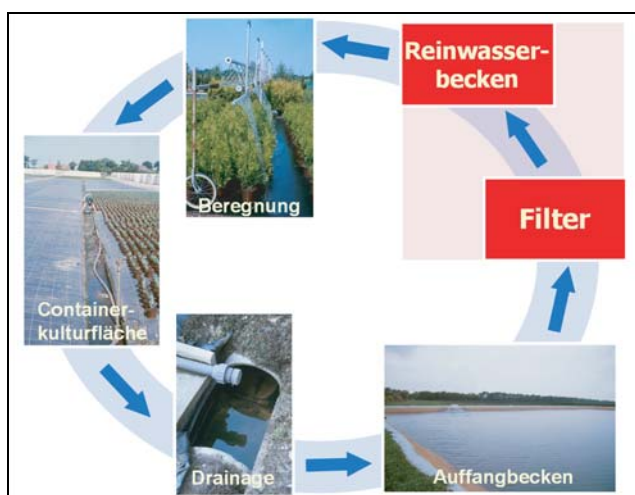 Reinwasser-
becken
Filter
Beregnung
Container-
kulturfläche
Drainage
Auffangbecken